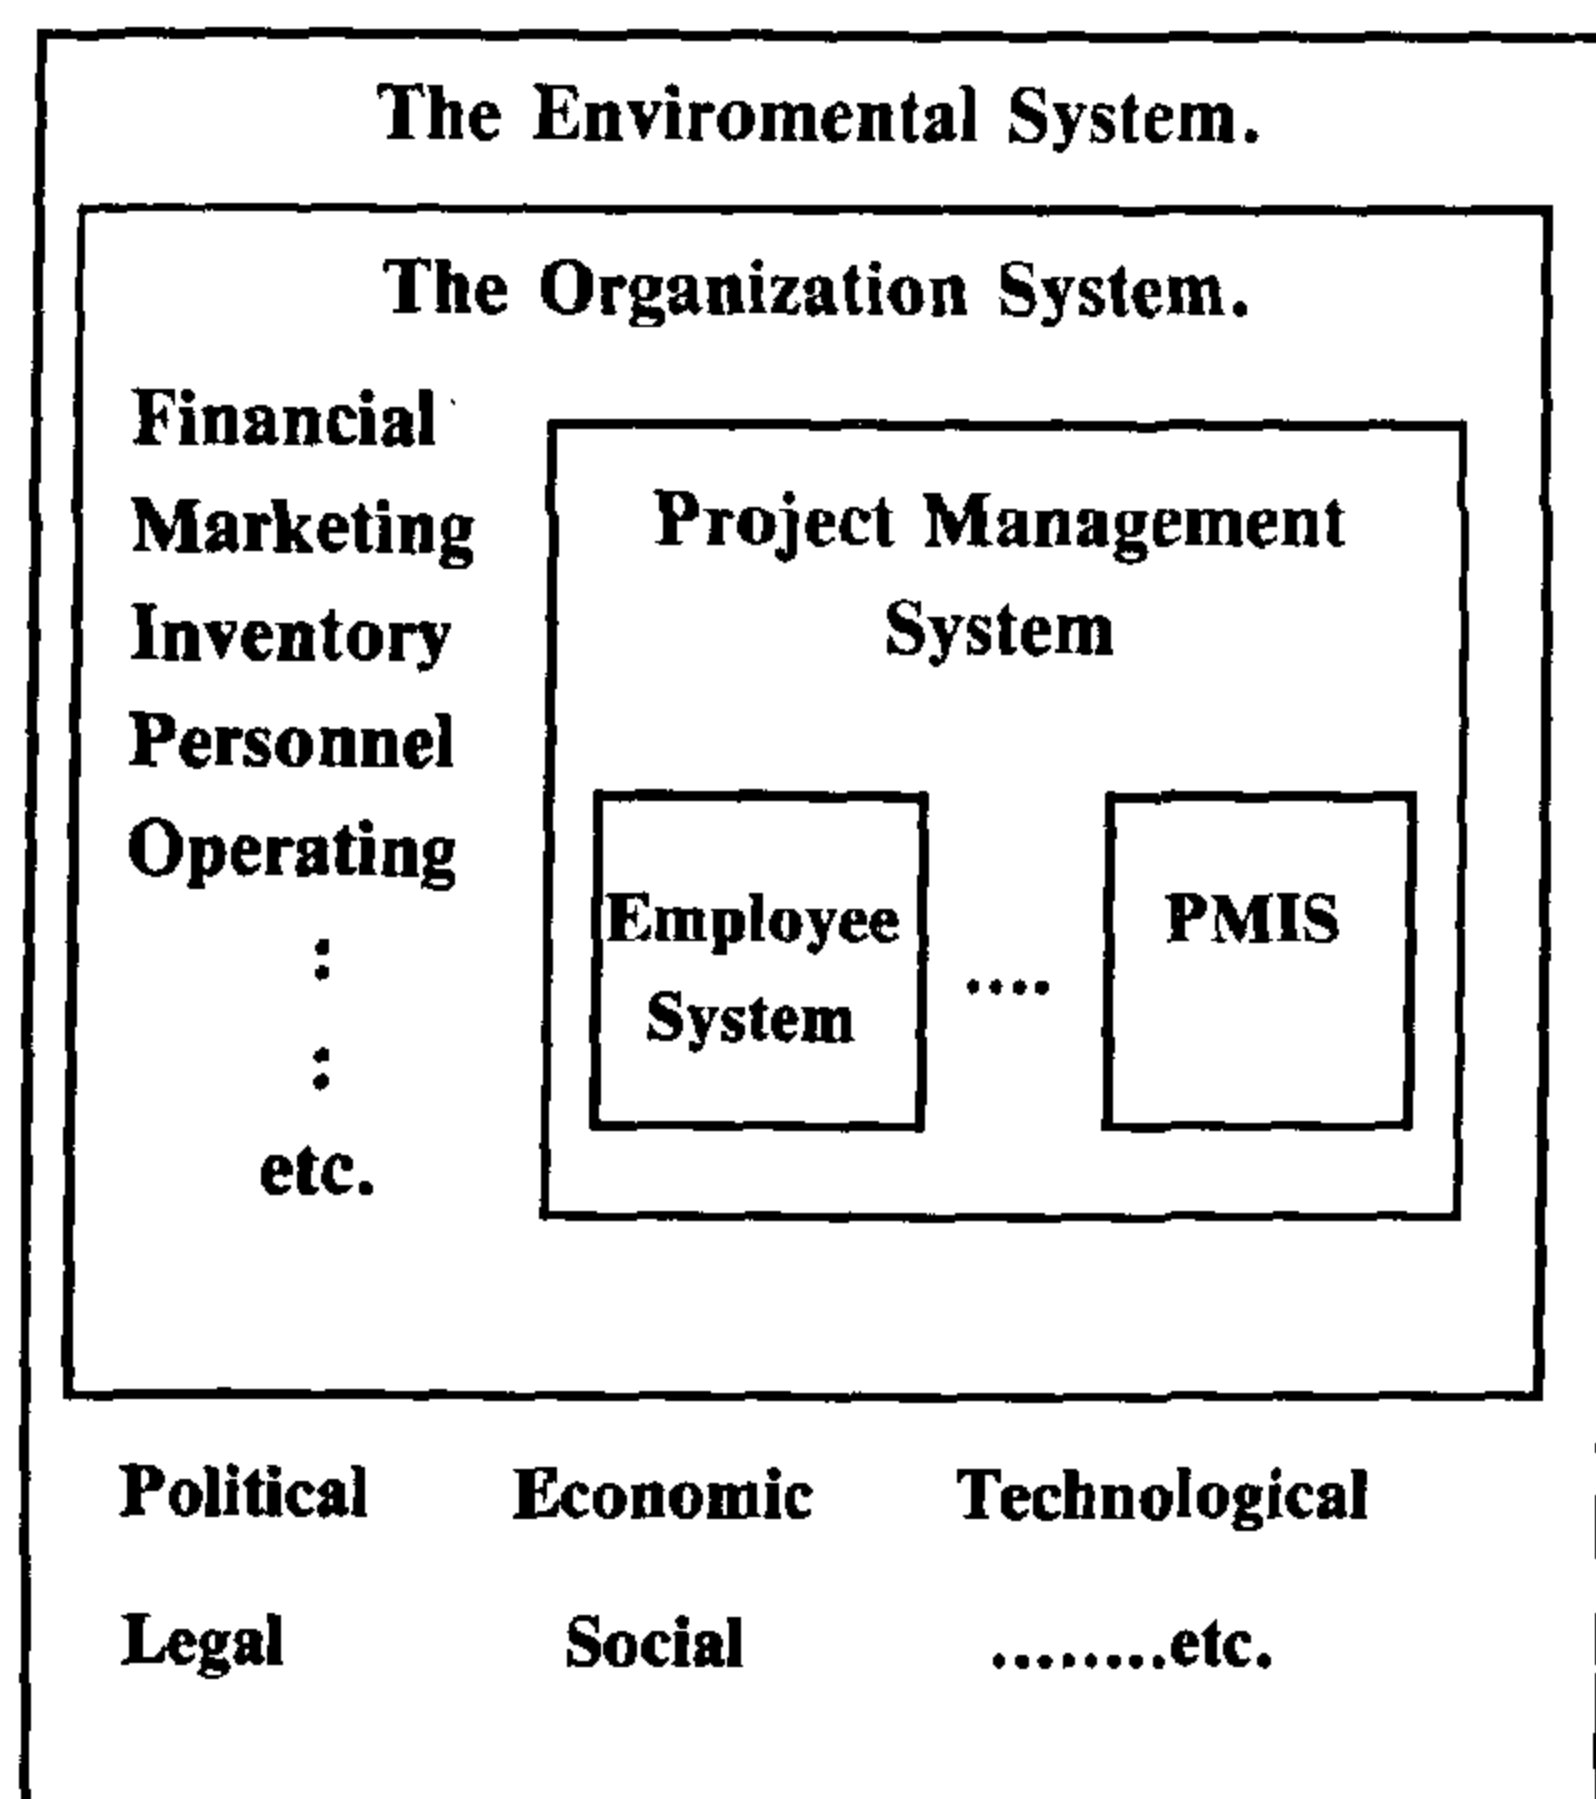 The Enviromental System.
The Organization System.
Financial
Marketing
Inventory
Personnel
Operating
:
:
etc.
Project Management
System
Employee
System
....
PMIS
Political Economic Technological
Legal Social ........etc.